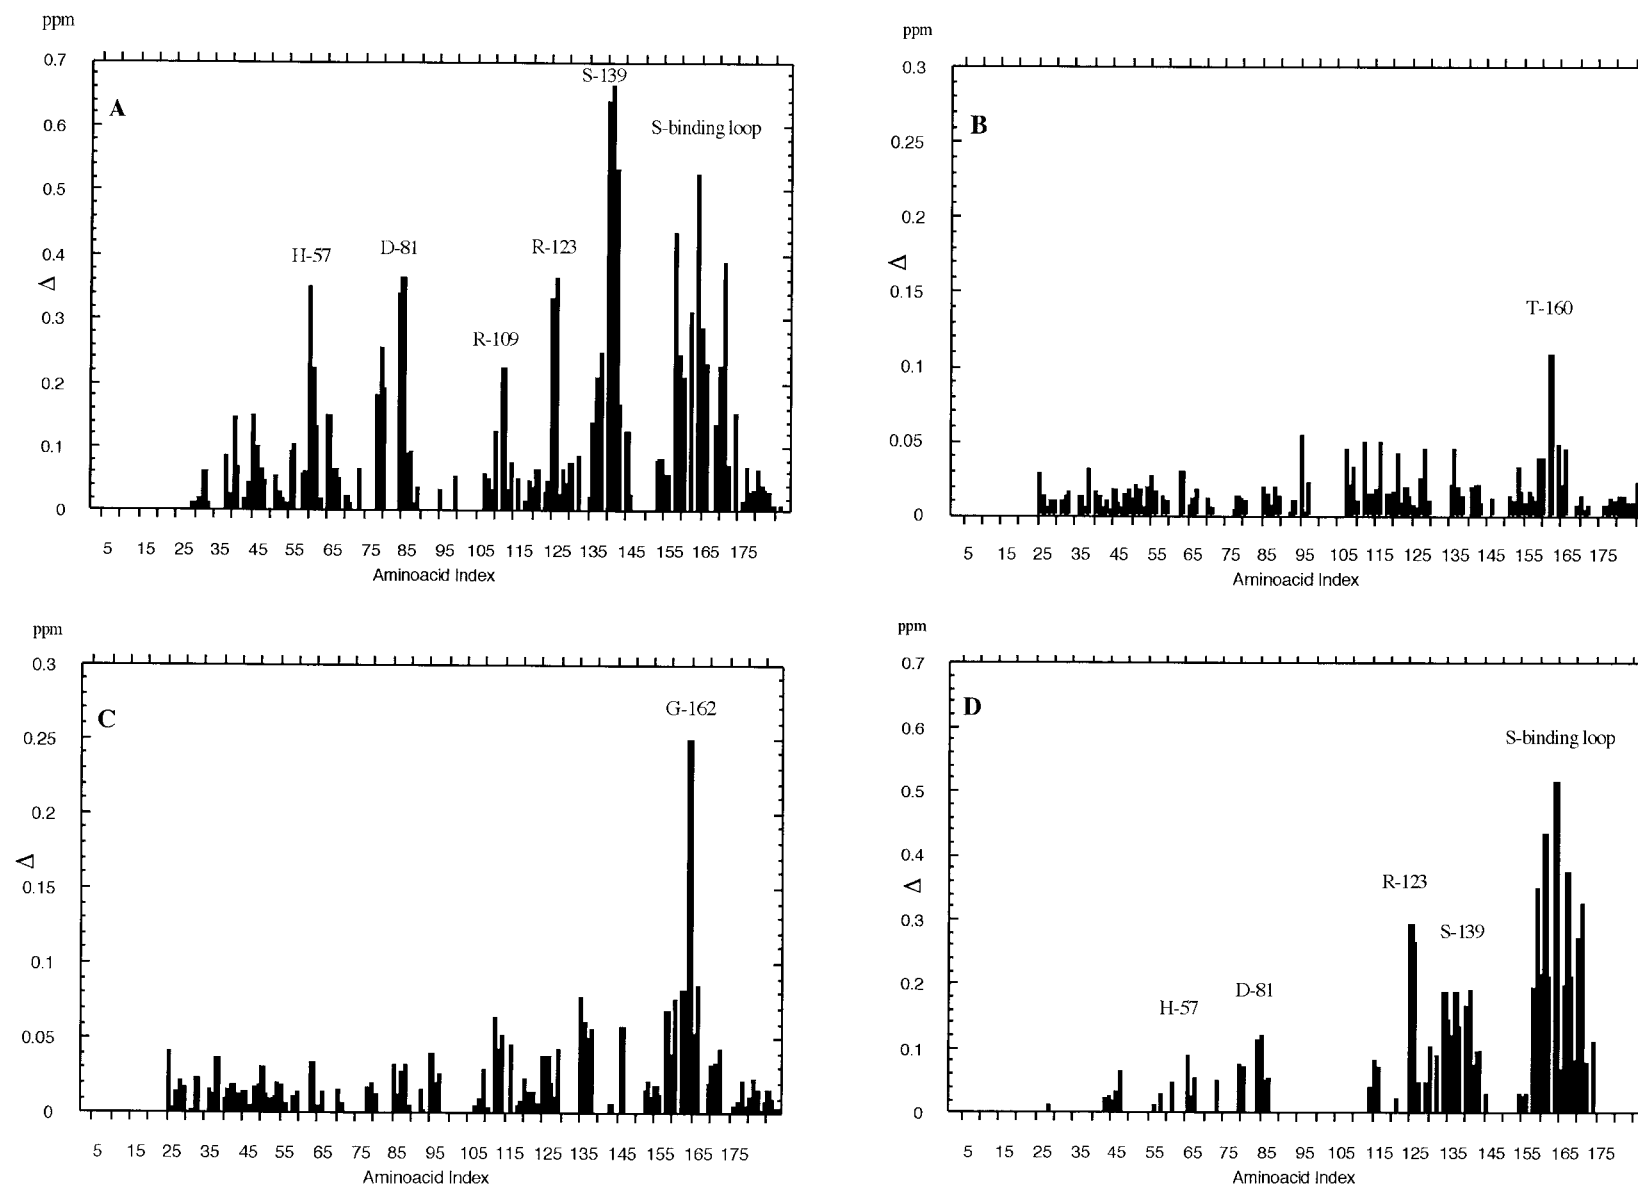 ppm
0.7
0.6
0.5
0.4
0.3
0.2
0.1
0
Δ
A
H-57
D-81
R-109
R-123
S-139
S-binding loop
5 15 25 35 45 55 65 75 85 95 105 115 125 135 145 155 165 175
Aminoacid Index
ppm
0.3
0.25
0.2
0.15
0.1
0.05
0
Δ
B
T-160
5 15 25 35 45 55 65 75 85 95 105 115 125 135 145 155 165 175
Aminoacid Index
ppm
0.3
0.25
0.2
0.15
0.1
0.05
0
Δ
C
G-162
5 15 25 35 45 55 65 75 85 95 105 115 125 135 145 155 165 175
Aminoacid Index
ppm
0.7
0.6
0.5
0.4
0.3
0.2
0.1
0
Δ
D
H-57
D-81
R-123
S-139
S-binding loop
5 15 25 35 45 55 65 75 85 95 105 115 125 135 145 155 165 175
Aminoacid Index